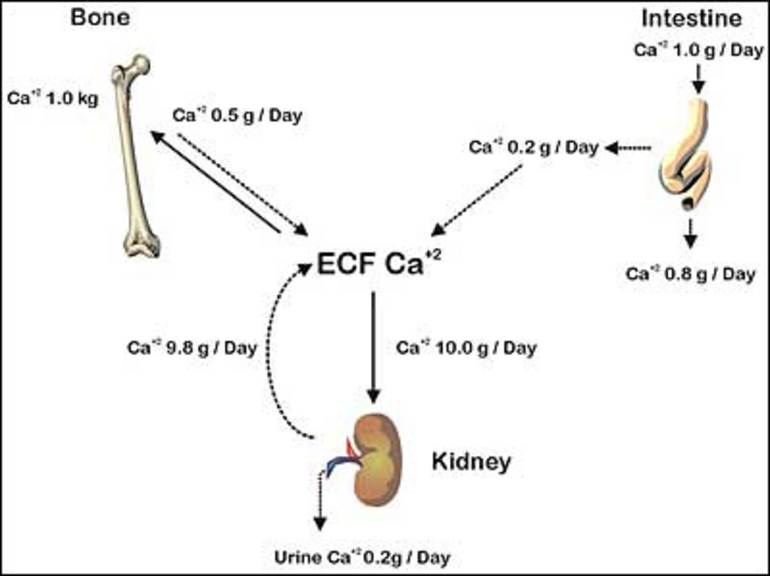 Bone
Intestine
Ca⁺² 1.0 g / Day
Ca⁺² 1.0 kg
Ca⁺² 0.5 g / Day
Ca⁺² 0.2 g / Day
ECF Ca⁺²
Ca⁺² 0.8 g / Day
Ca⁺² 9.8 g / Day
Ca⁺² 10.0 g / Day
Kidney
Urine Ca⁺² 0.2g / Day